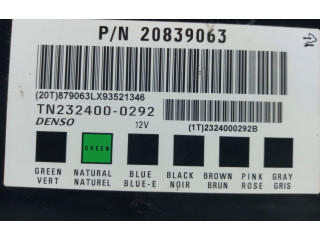 P/N 20839063
(20T)879063LX93521346
TN232400-0292
DENSO 12V
(1T)2324000292B
GREEN
GREEN NATURAL BLUE BLACK BROWN PINK GRAY
VERT NATUREL BLUE-E NOIR BRUN ROSE GRIS